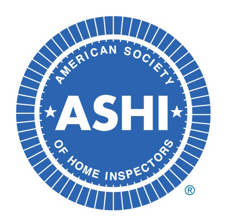 AMERICAN SOCIETY
ASHI
OF HOME INSPECTORS
®